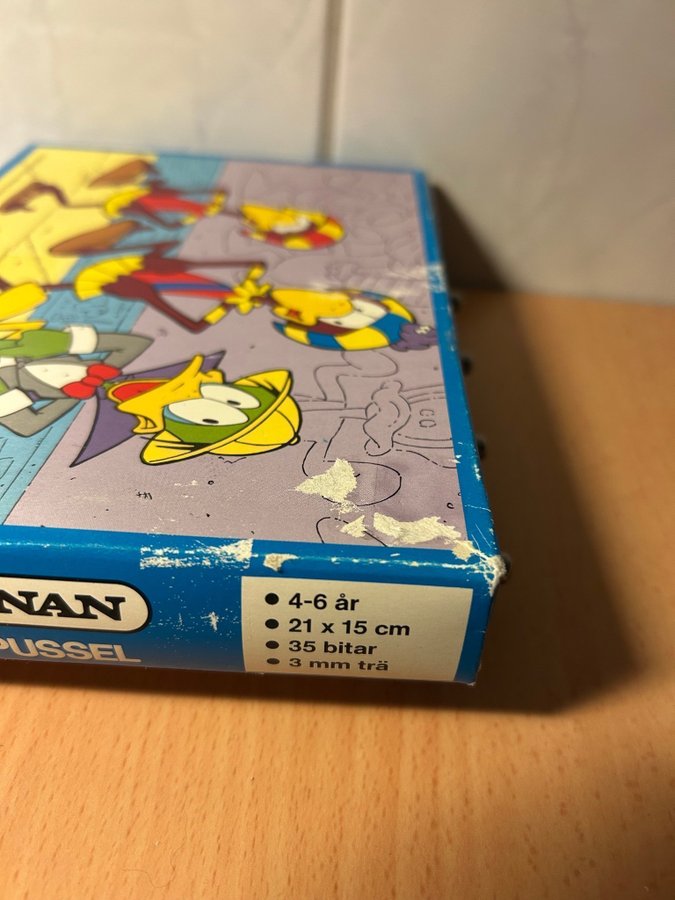 NAN
PUSSEL
● 4-6 år
● 21 x 15 cm
● 35 bitar
● 3 mm trä